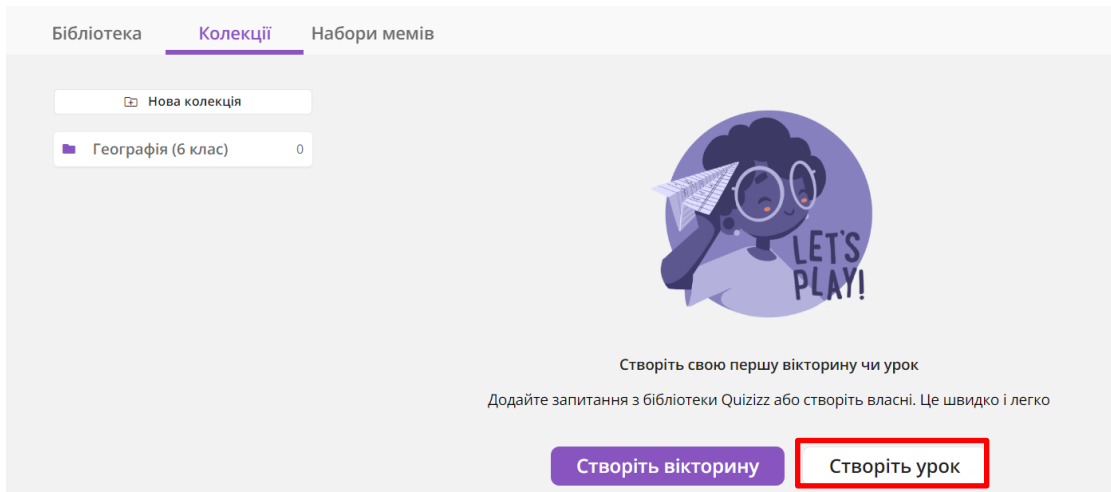 Бібліотека Колекції Набори мемів
Нова колекція
Географія (6 клас) 0
LET'S
PLAY!
Створіть свою першу вікторину чи урок
Додайте запитання з бібліотеки Quizizz або створіть власні. Це швидко і легко
Створіть вікторину Створіть урок